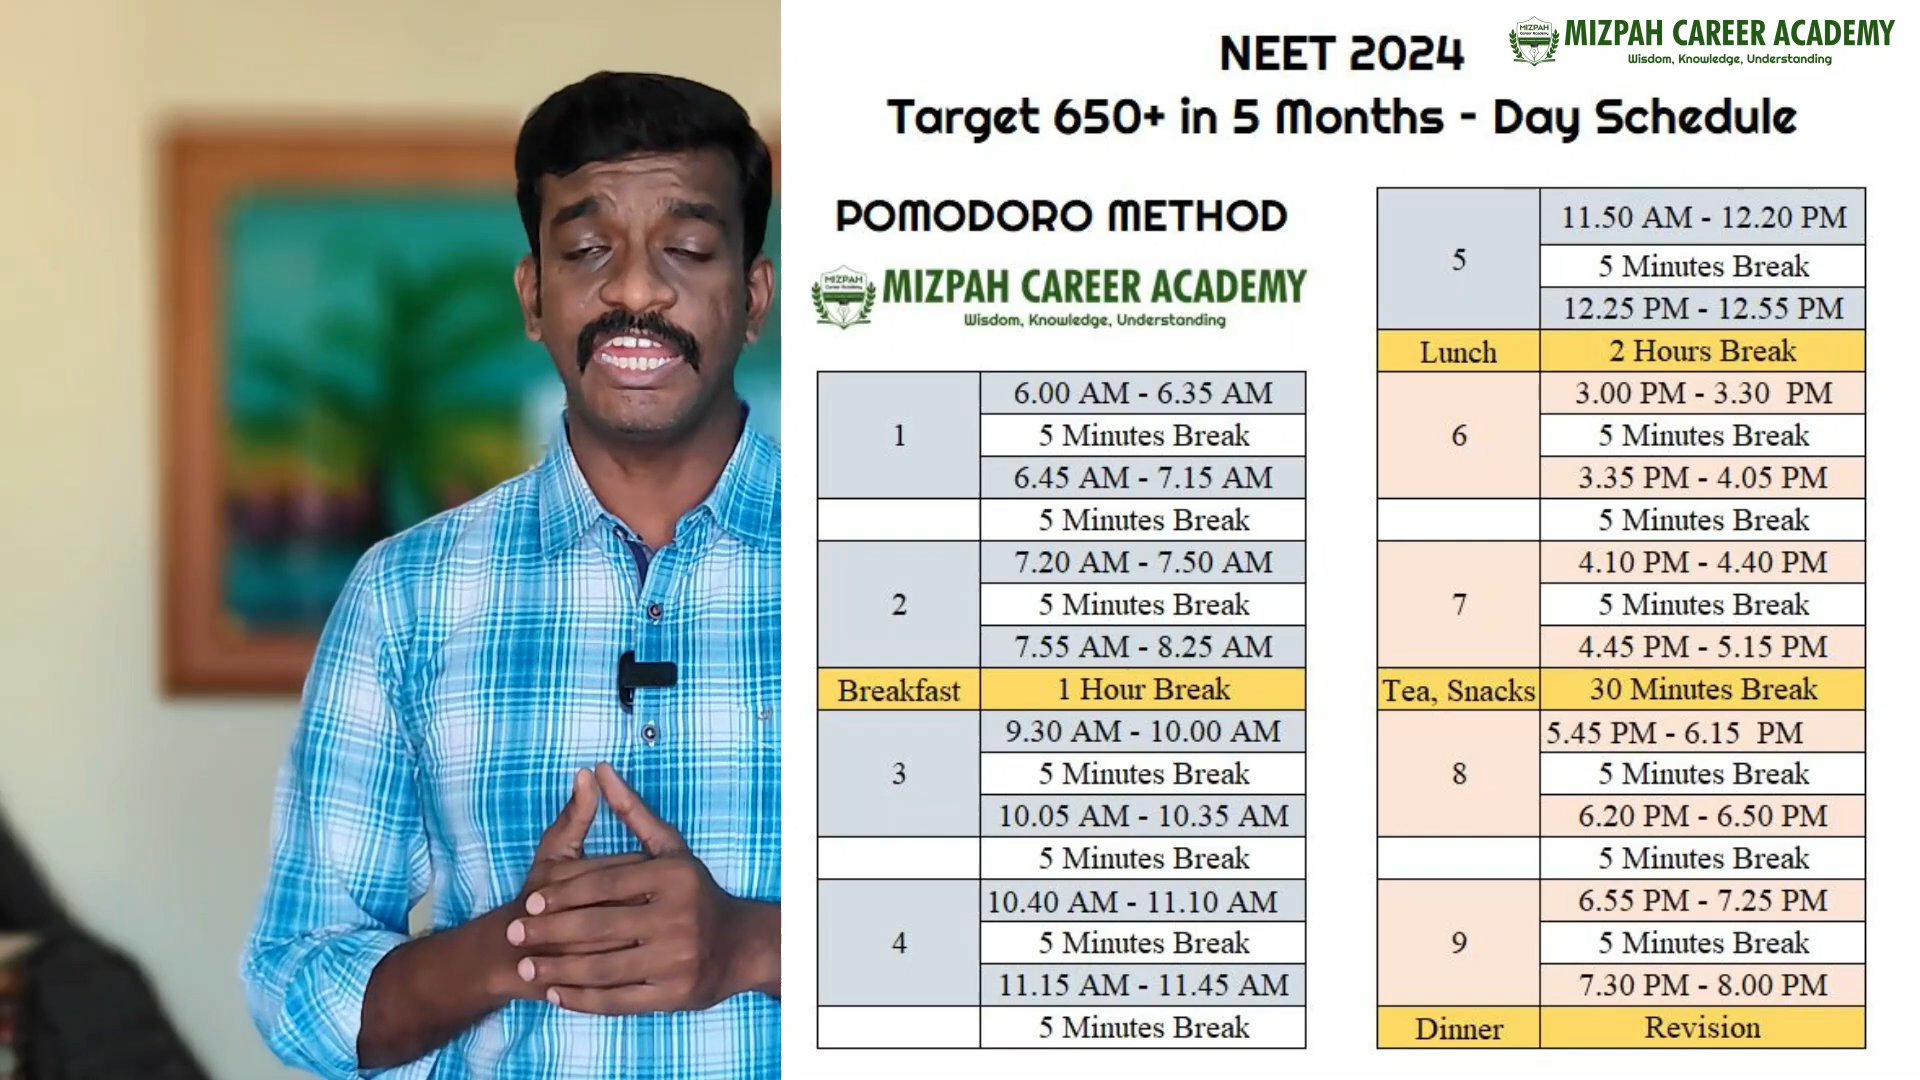 NEET 2024
MIZPAH
Career Academy
MIZPAH CAREER ACADEMY
Wisdom, Knowledge, Understanding
Target 650+ in 5 Months - Day Schedule
POMODORO METHOD
MIZPAH
Career Academy
MIZPAH CAREER ACADEMY
Wisdom, Knowledge, Understanding
1
6.00 AM - 6.35 AM
5 Minutes Break
6.45 AM - 7.15 AM
5 Minutes Break
2
7.20 AM - 7.50 AM
5 Minutes Break
7.55 AM - 8.25 AM
Breakfast 1 Hour Break
3
9.30 AM - 10.00 AM
5 Minutes Break
10.05 AM - 10.35 AM
5 Minutes Break
4
10.40 AM - 11.10 AM
5 Minutes Break
11.15 AM - 11.45 AM
5 Minutes Break
5
11.50 AM - 12.20 PM
5 Minutes Break
12.25 PM - 12.55 PM
Lunch 2 Hours Break
6
3.00 PM - 3.30 PM
5 Minutes Break
3.35 PM - 4.05 PM
5 Minutes Break
7
4.10 PM - 4.40 PM
5 Minutes Break
4.45 PM - 5.15 PM
Tea, Snacks 30 Minutes Break
8
5.45 PM - 6.15 PM
5 Minutes Break
6.20 PM - 6.50 PM
5 Minutes Break
9
6.55 PM - 7.25 PM
5 Minutes Break
7.30 PM - 8.00 PM
Dinner Revision